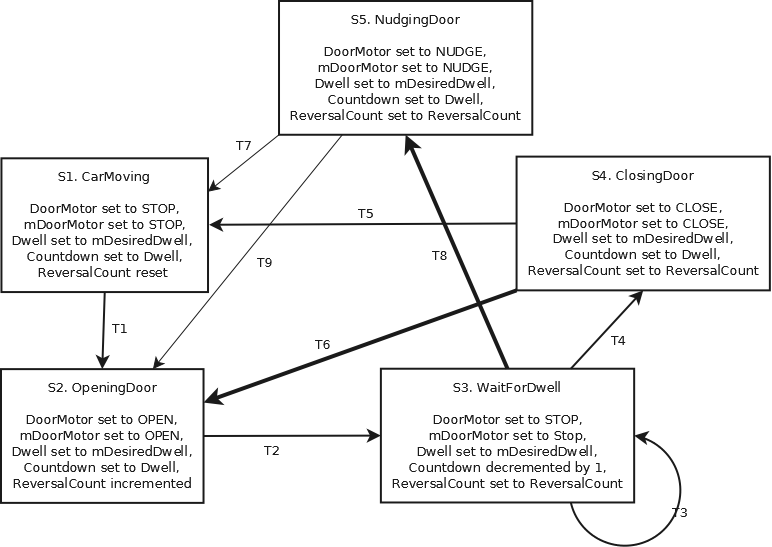 S5. NudgingDoor
DoorMotor set to NUDGE,
mDoorMotor set to NUDGE,
Dwell set to mDesiredDwell,
Countdown set to Dwell,
ReversalCount set to ReversalCount
T7
S1. CarMoving
DoorMotor set to STOP,
mDoorMotor set to STOP,
Dwell set to mDesiredDwell,
Countdown set to Dwell,
ReversalCount reset
S4. ClosingDoor
DoorMotor set to CLOSE,
mDoorMotor set to CLOSE,
Dwell set to mDesiredDwell,
Countdown set to Dwell,
ReversalCount set to ReversalCount
T5
T8
T9
T1
T6
T4
S2. OpeningDoor
DoorMotor set to OPEN,
mDoorMotor set to OPEN,
Dwell set to mDesiredDwell,
Countdown set to Dwell,
ReversalCount incremented
T2
S3. WaitForDwell
DoorMotor set to STOP,
mDoorMotor set to Stop,
Dwell set to mDesiredDwell,
Countdown decremented by 1,
ReversalCount set to ReversalCount
T3